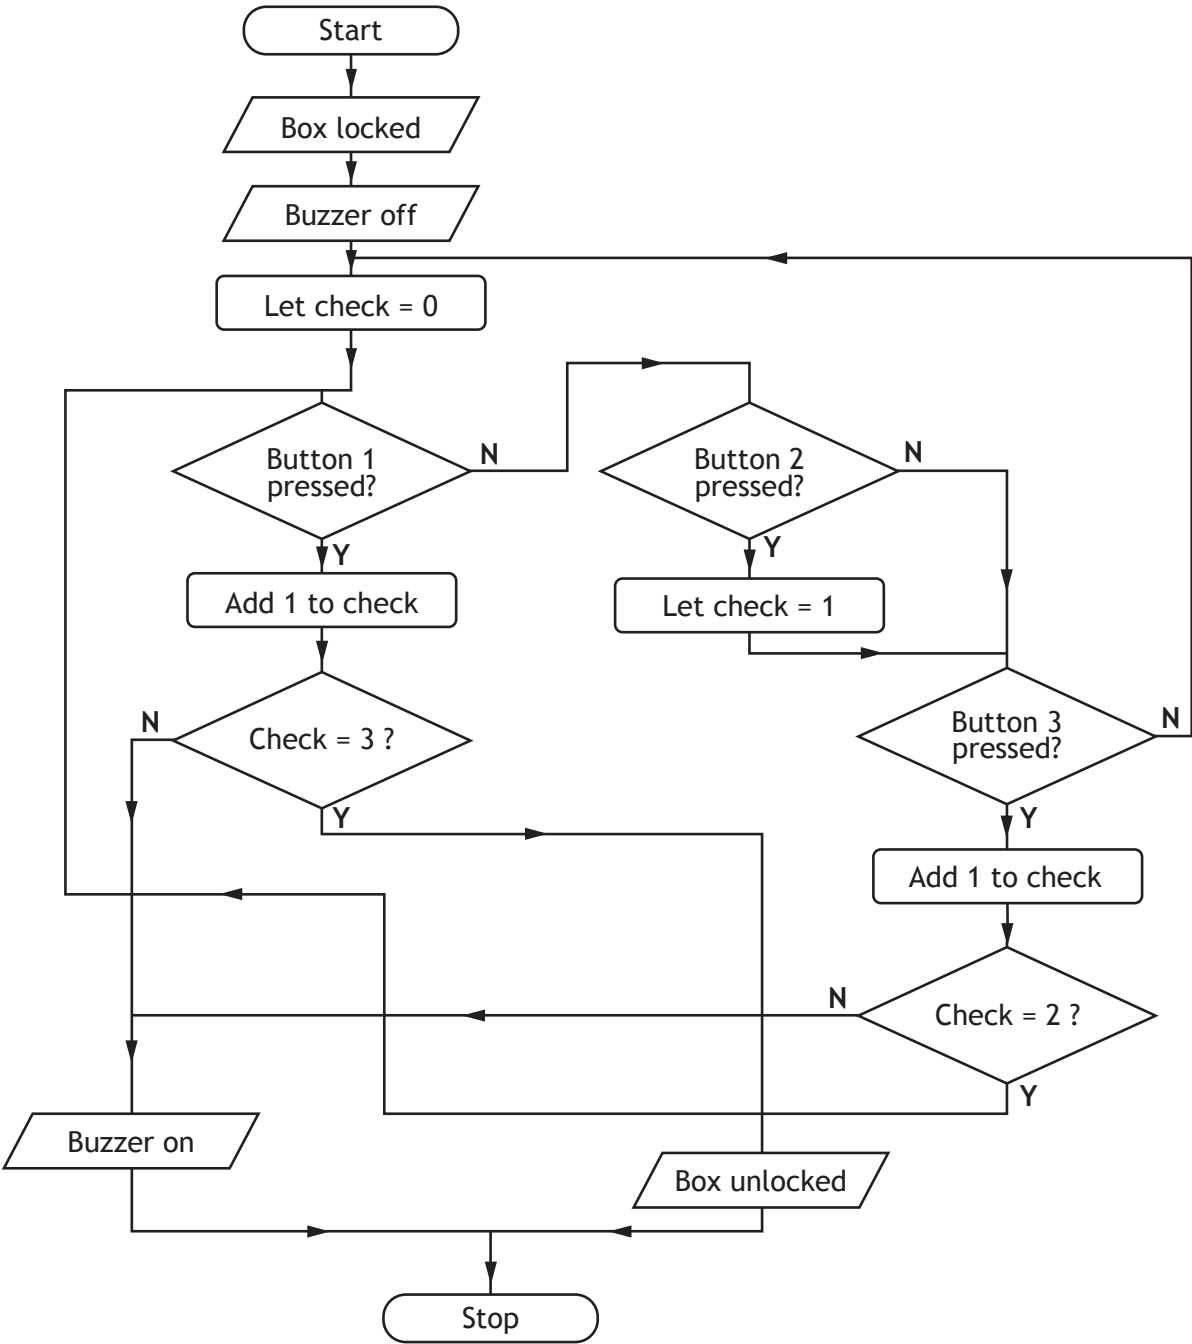 Start
Box locked
Buzzer off
Let check = 0
Button 1
pressed?
N
Y
Button 2
pressed?
N
Y
Add 1 to check
Let check = 1
Check = 3 ?
N
Y
Button 3
pressed?
N
Y
Add 1 to check
Check = 2 ?
N
Y
Buzzer on
Box unlocked
Stop